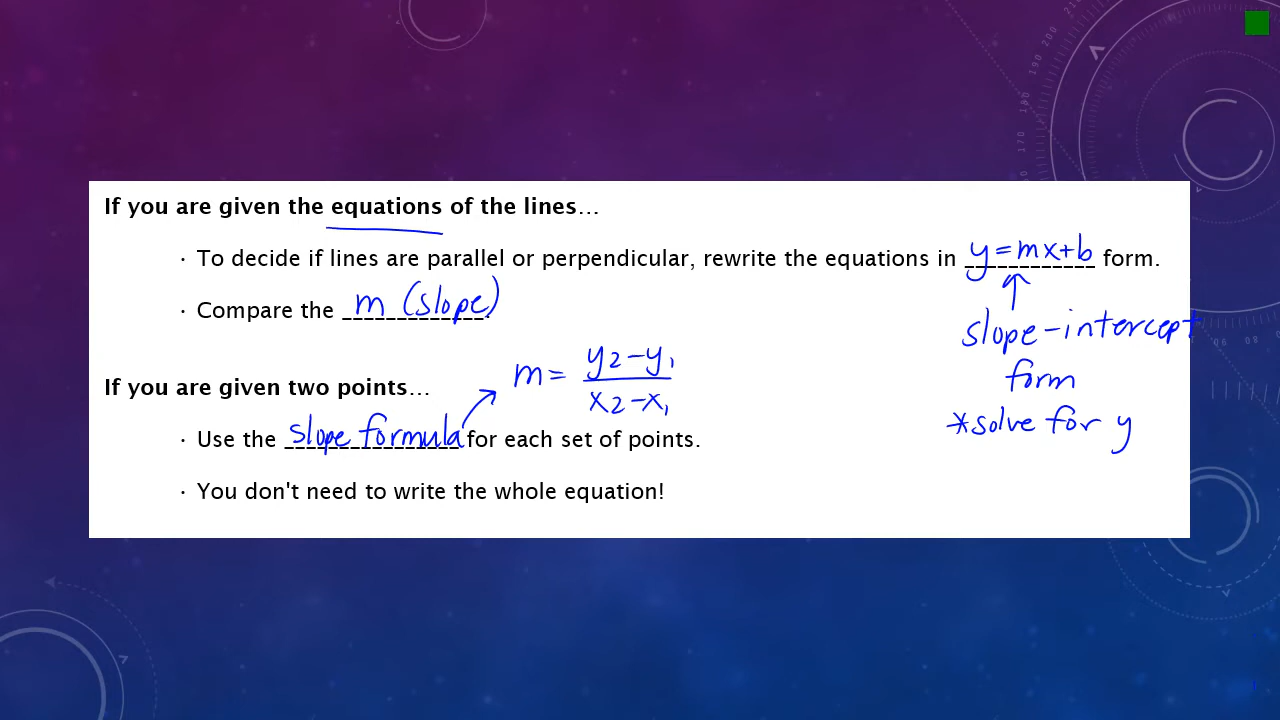 If you are given the equations of the lines...
· To decide if lines are parallel or perpendicular, rewrite the equations in y=mx+b form.
· Compare the m (slope).
slope-intercept
form
*solve for y
m = y₂-y₁ / x₂-x₁
If you are given two points...
· Use the slope formula for each set of points.
· You don't need to write the whole equation!